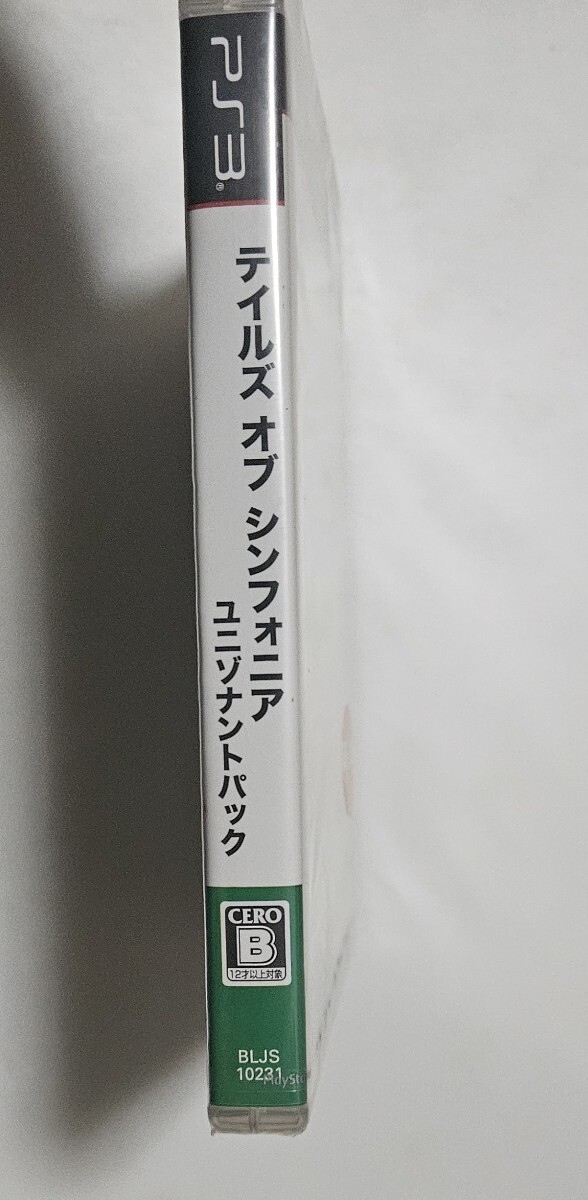 PS3®
テイルズ オブ シンフォニア
ユニゾナントパック
CERO
B
12才以上対象
BLJS
10231